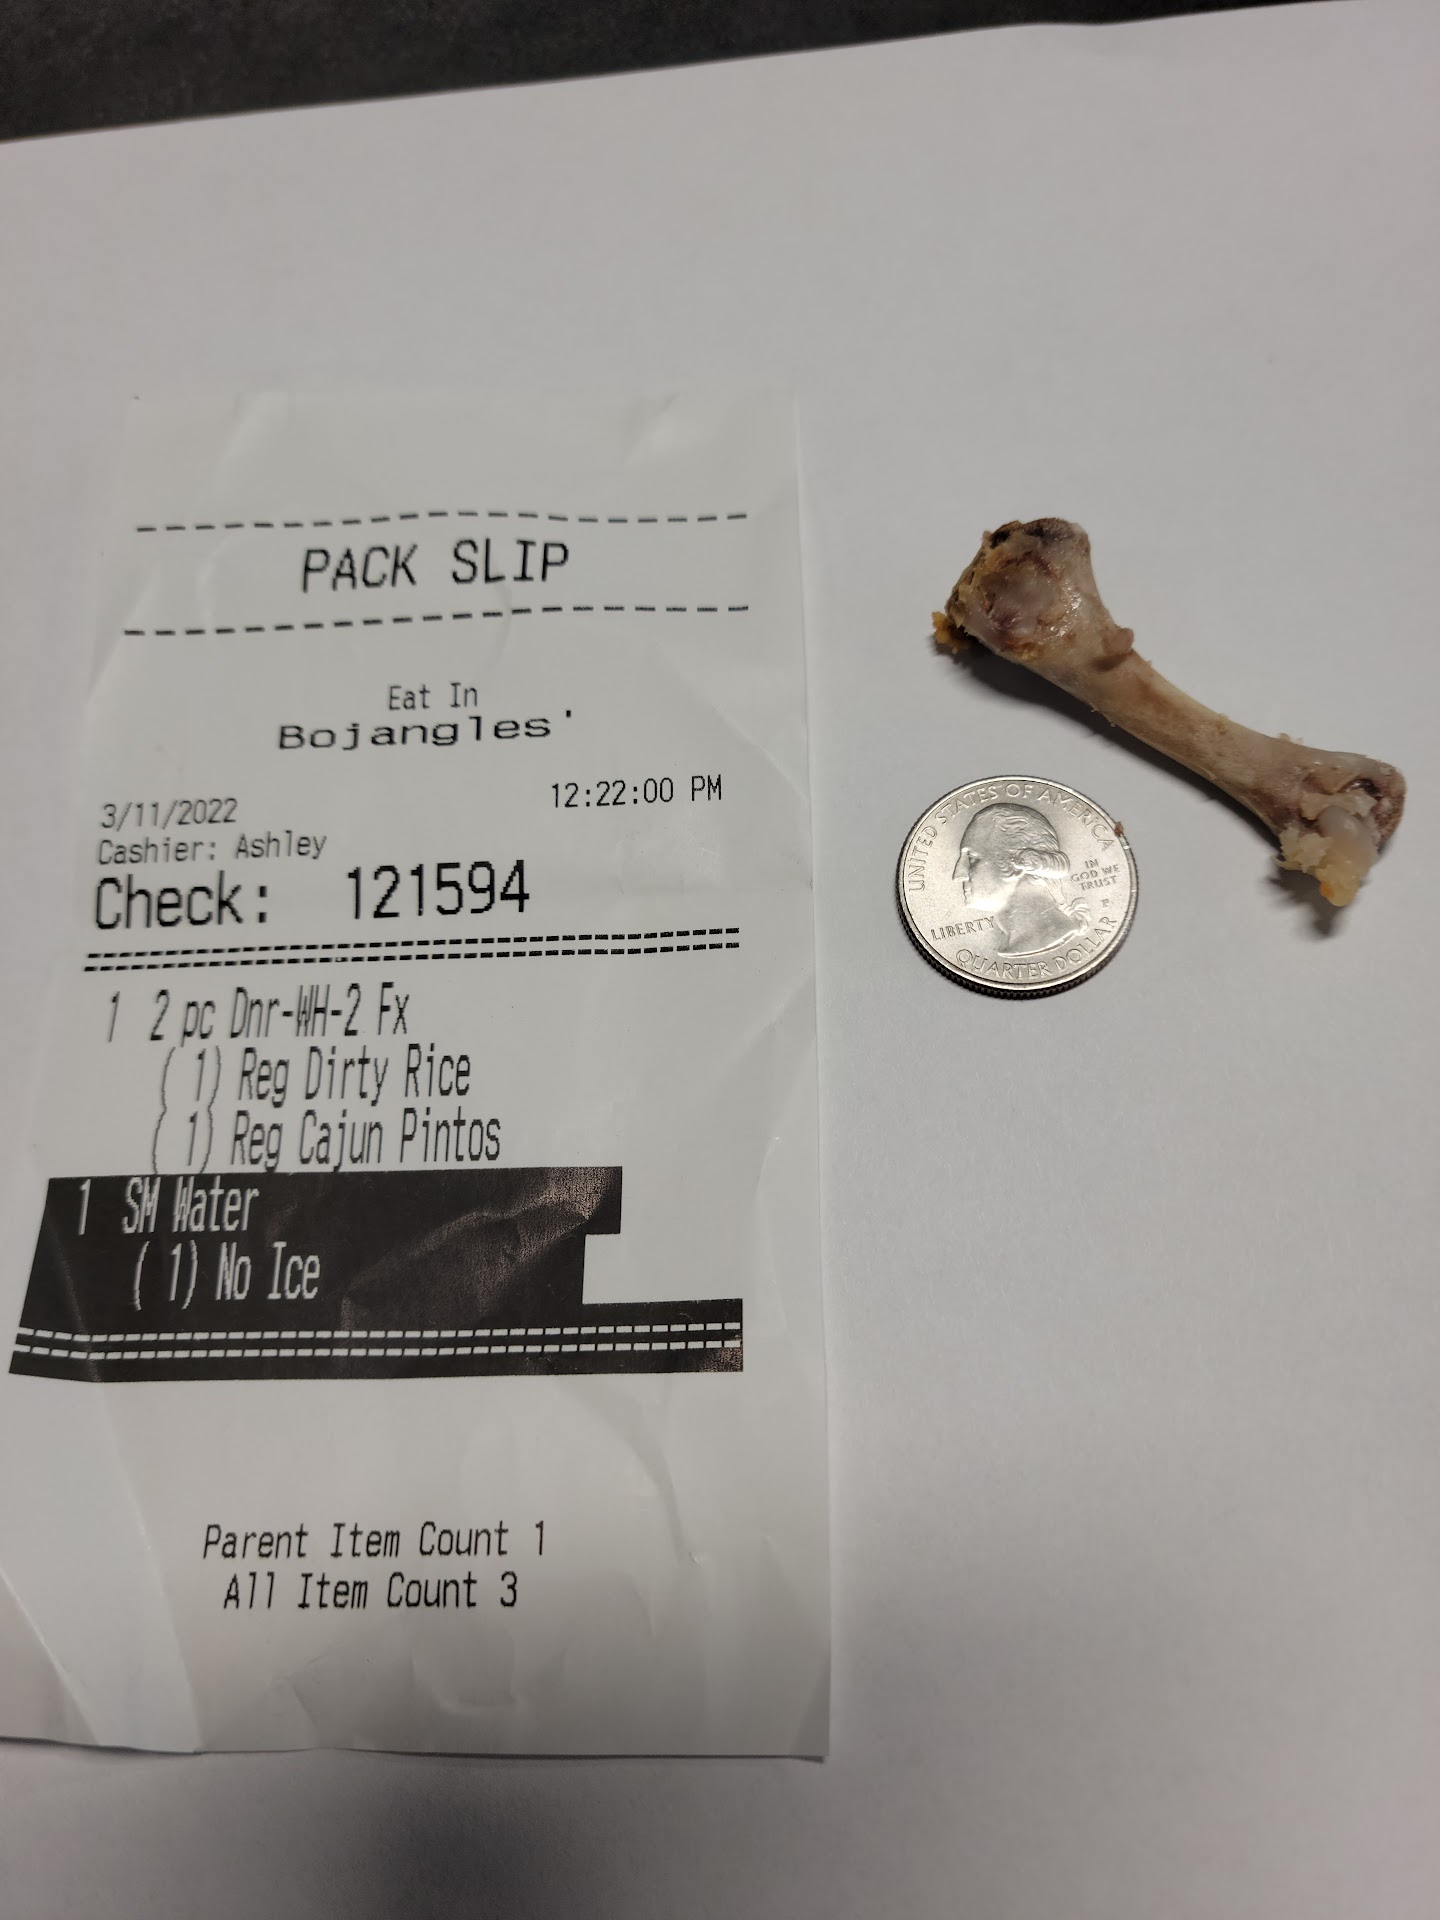 PACK SLIP
Eat In
Bojangles'
3/11/2022 12:22:00 PM
Cashier: Ashley
Check: 121594
1 2 pc Dnr-WH-2 Fx
( 1) Reg Dirty Rice
( 1) Reg Cajun Pintos
1 SM Water
( 1) No Ice
Parent Item Count 1
All Item Count 3
UNITED STATES OF AMERICA
IN
GOD WE
TRUST
P
LIBERTY
QUARTER DOLLAR